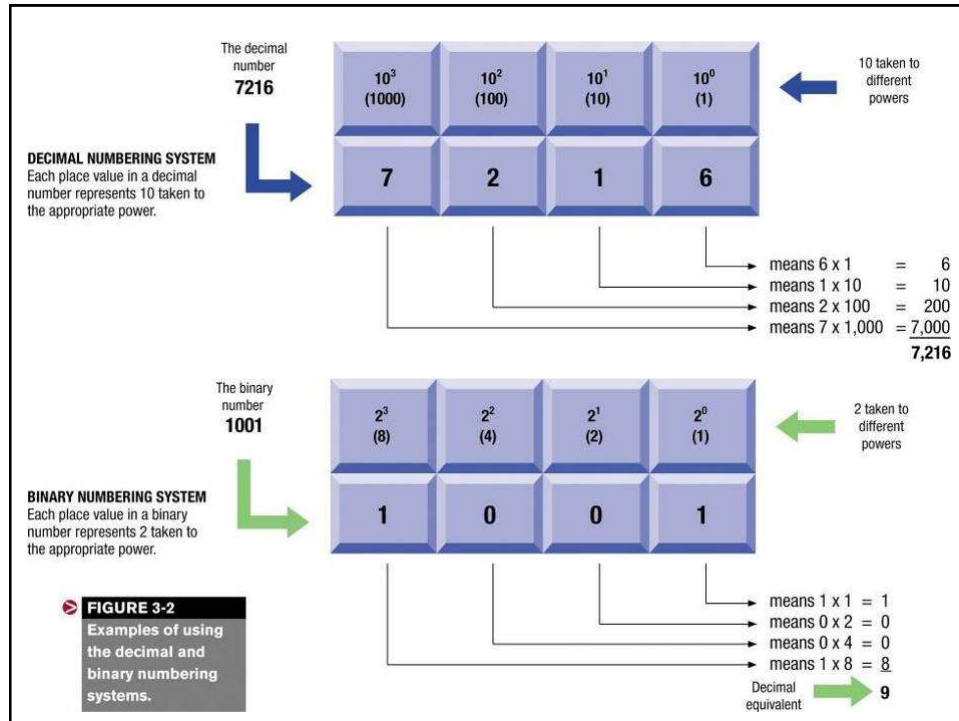 The decimal
number
7216
10³ 10² 10¹ 10⁰
(1000) (100) (10) (1)
10 taken to
different
powers
DECIMAL NUMBERING SYSTEM
Each place value in a decimal
number represents 10 taken to
the appropriate power.
7 2 1 6
means 6 x 1 = 6
means 1 x 10 = 10
means 2 x 100 = 200
means 7 x 1,000 = 7,000
7,216
The binary
number
1001
2³ 2² 2¹ 2⁰
(8) (4) (2) (1)
2 taken to
different
powers
BINARY NUMBERING SYSTEM
Each place value in a binary
number represents 2 taken to
the appropriate power.
1 0 0 1
means 1 x 1 = 1
means 0 x 2 = 0
means 0 x 4 = 0
means 1 x 8 = 8
Decimal
equivalent
9
FIGURE 3-2
Examples of using
the decimal and
binary numbering
systems.